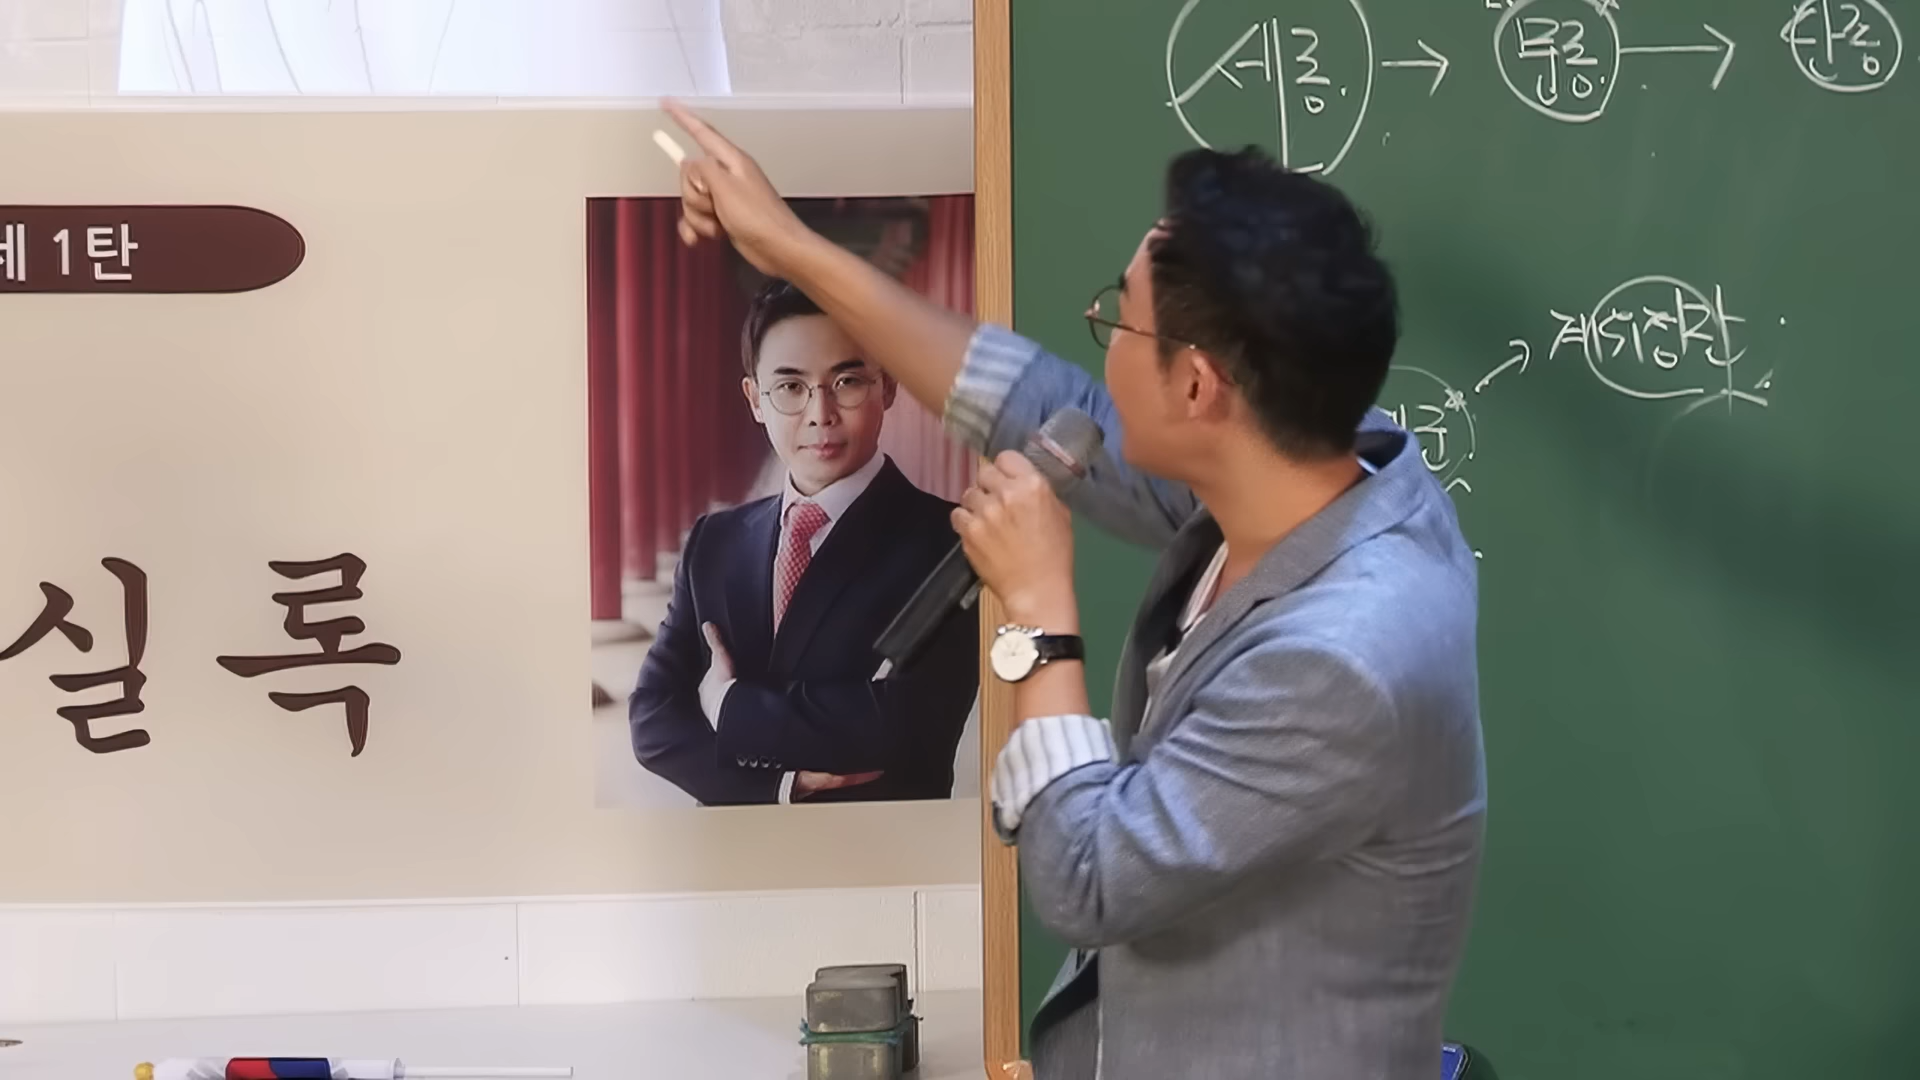 제 1탄
실록
세종 → 문종 → 단종
계유정난